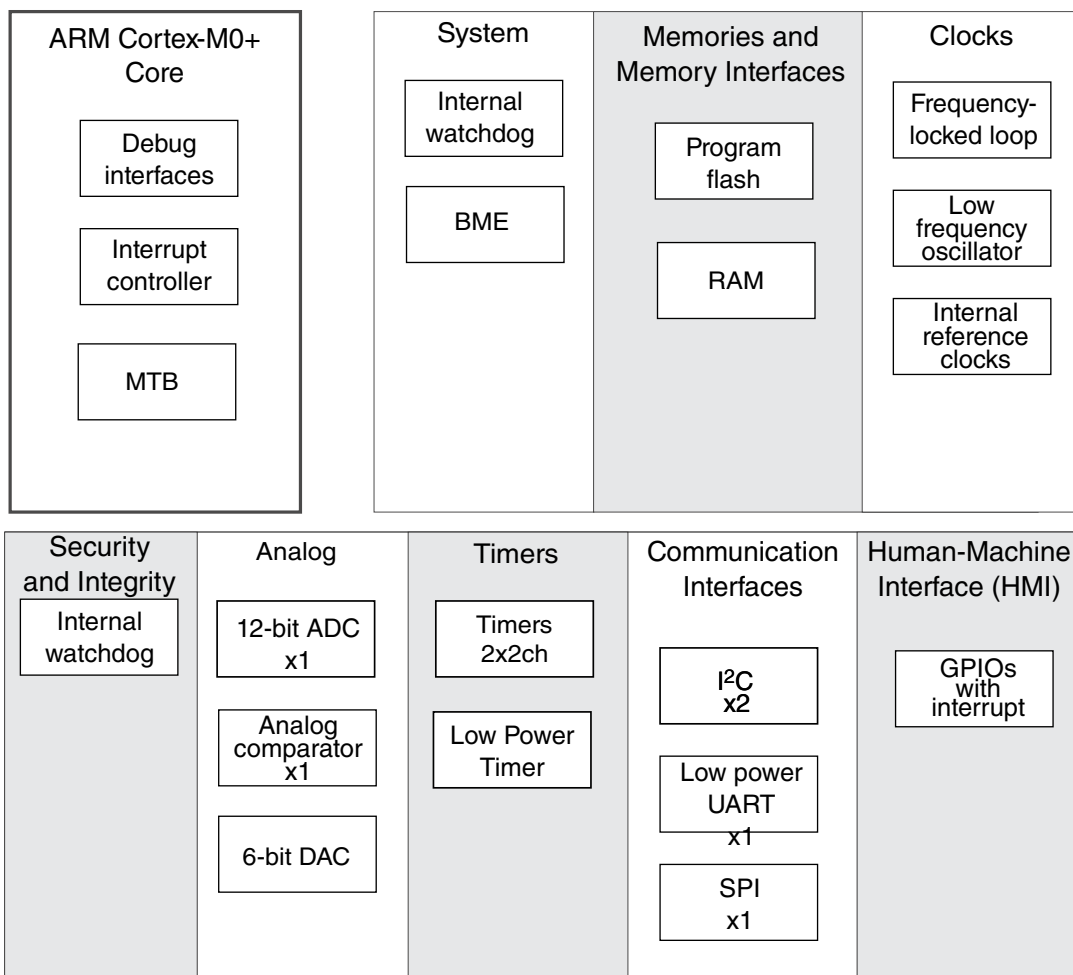 ARM Cortex-M0+
Core
Debug
interfaces
Interrupt
controller
MTB
System
Internal
watchdog
BME
Memories and
Memory Interfaces
Program
flash
RAM
Clocks
Frequency-
locked loop
Low
frequency
oscillator
Internal
reference
clocks
Security
and Integrity
Internal
watchdog
Analog
12-bit ADC
x1
Analog
comparator
x1
6-bit DAC
Timers
Timers
2x2ch
Low Power
Timer
Communication
Interfaces
I²C
x2
Low power
UART
x1
SPI
x1
Human-Machine
Interface (HMI)
GPIOs
with
interrupt